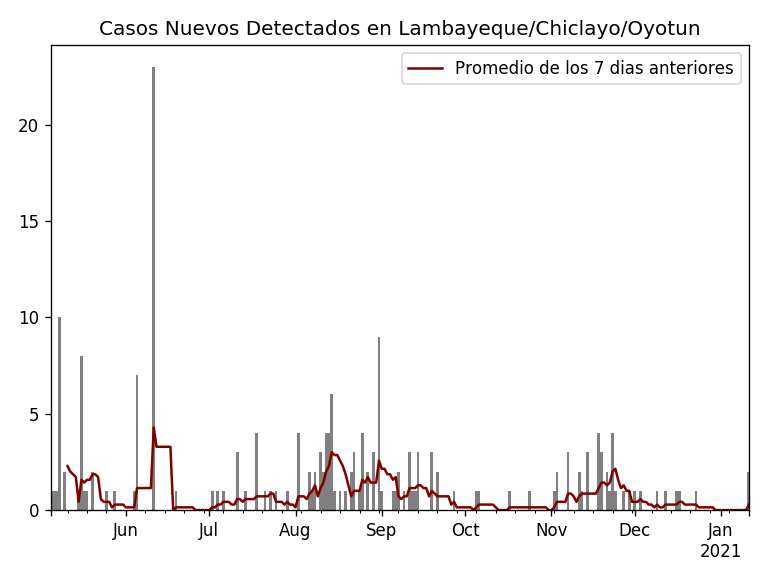 Casos Nuevos Detectados en Lambayeque/Chiclayo/Oyotun
Promedio de los 7 dias anteriores
20
15
10
5
0
Jun Jul Aug Sep Oct Nov Dec Jan
2021